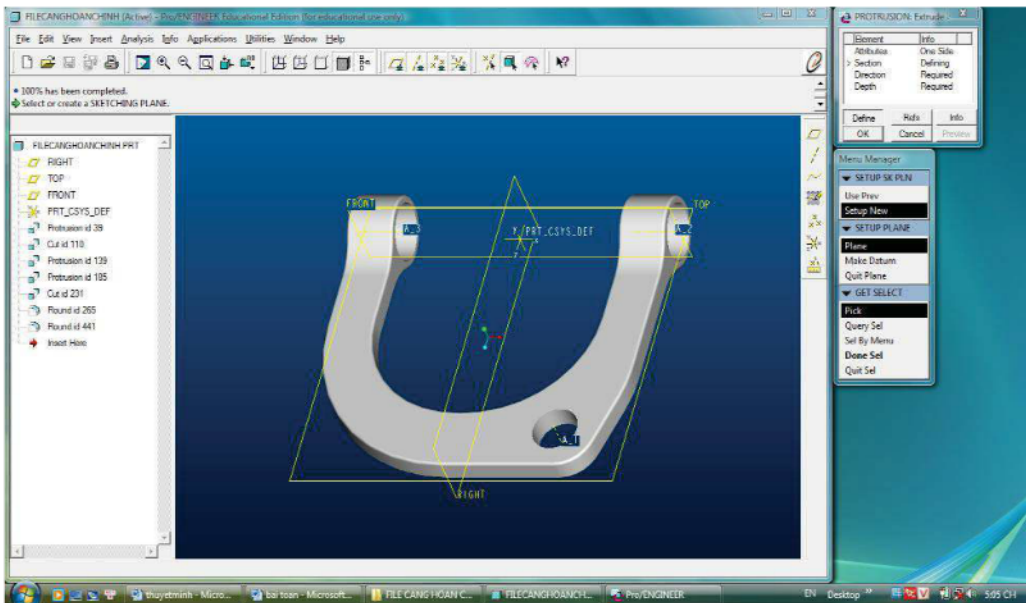 FILECANGHOANCHINH (Active) - Pro/ENGINEER Educational Edition (for educational use only)
File Edit View Insert Analysis Info Applications Utilities Window Help
100% has been completed.
Select or create a SKETCHING PLANE.
FILECANGHOANCHINH.PRT
RIGHT
TOP
FRONT
PRT_CSYS_DEF
Protrusion id 39
Cut id 110
Protrusion id 139
Protrusion id 185
Cut id 231
Round id 265
Round id 441
Insert Here
FRONT
TOP
A_3
Y PRT_CSYS_DEF
A_2
A_1
RIGHT
PROTRUSION: Extrude
Element Info
Attributes One Side
> Section Defining
Direction Required
Depth Required
Define Refs Info
OK Cancel Preview
Menu Manager
SETUP SK PLN
Use Prev
Setup New
SETUP PLANE
Plane
Make Datum
Quit Plane
GET SELECT
Pick
Query Sel
Sel By Menu
Done Sel
Quit Sel
thuyetminh - Micro... bai toan - Microsoft... FILE CANG HOAN C... FILECANGHOANCH... Pro/ENGINEER EN Desktop 5:05 CH